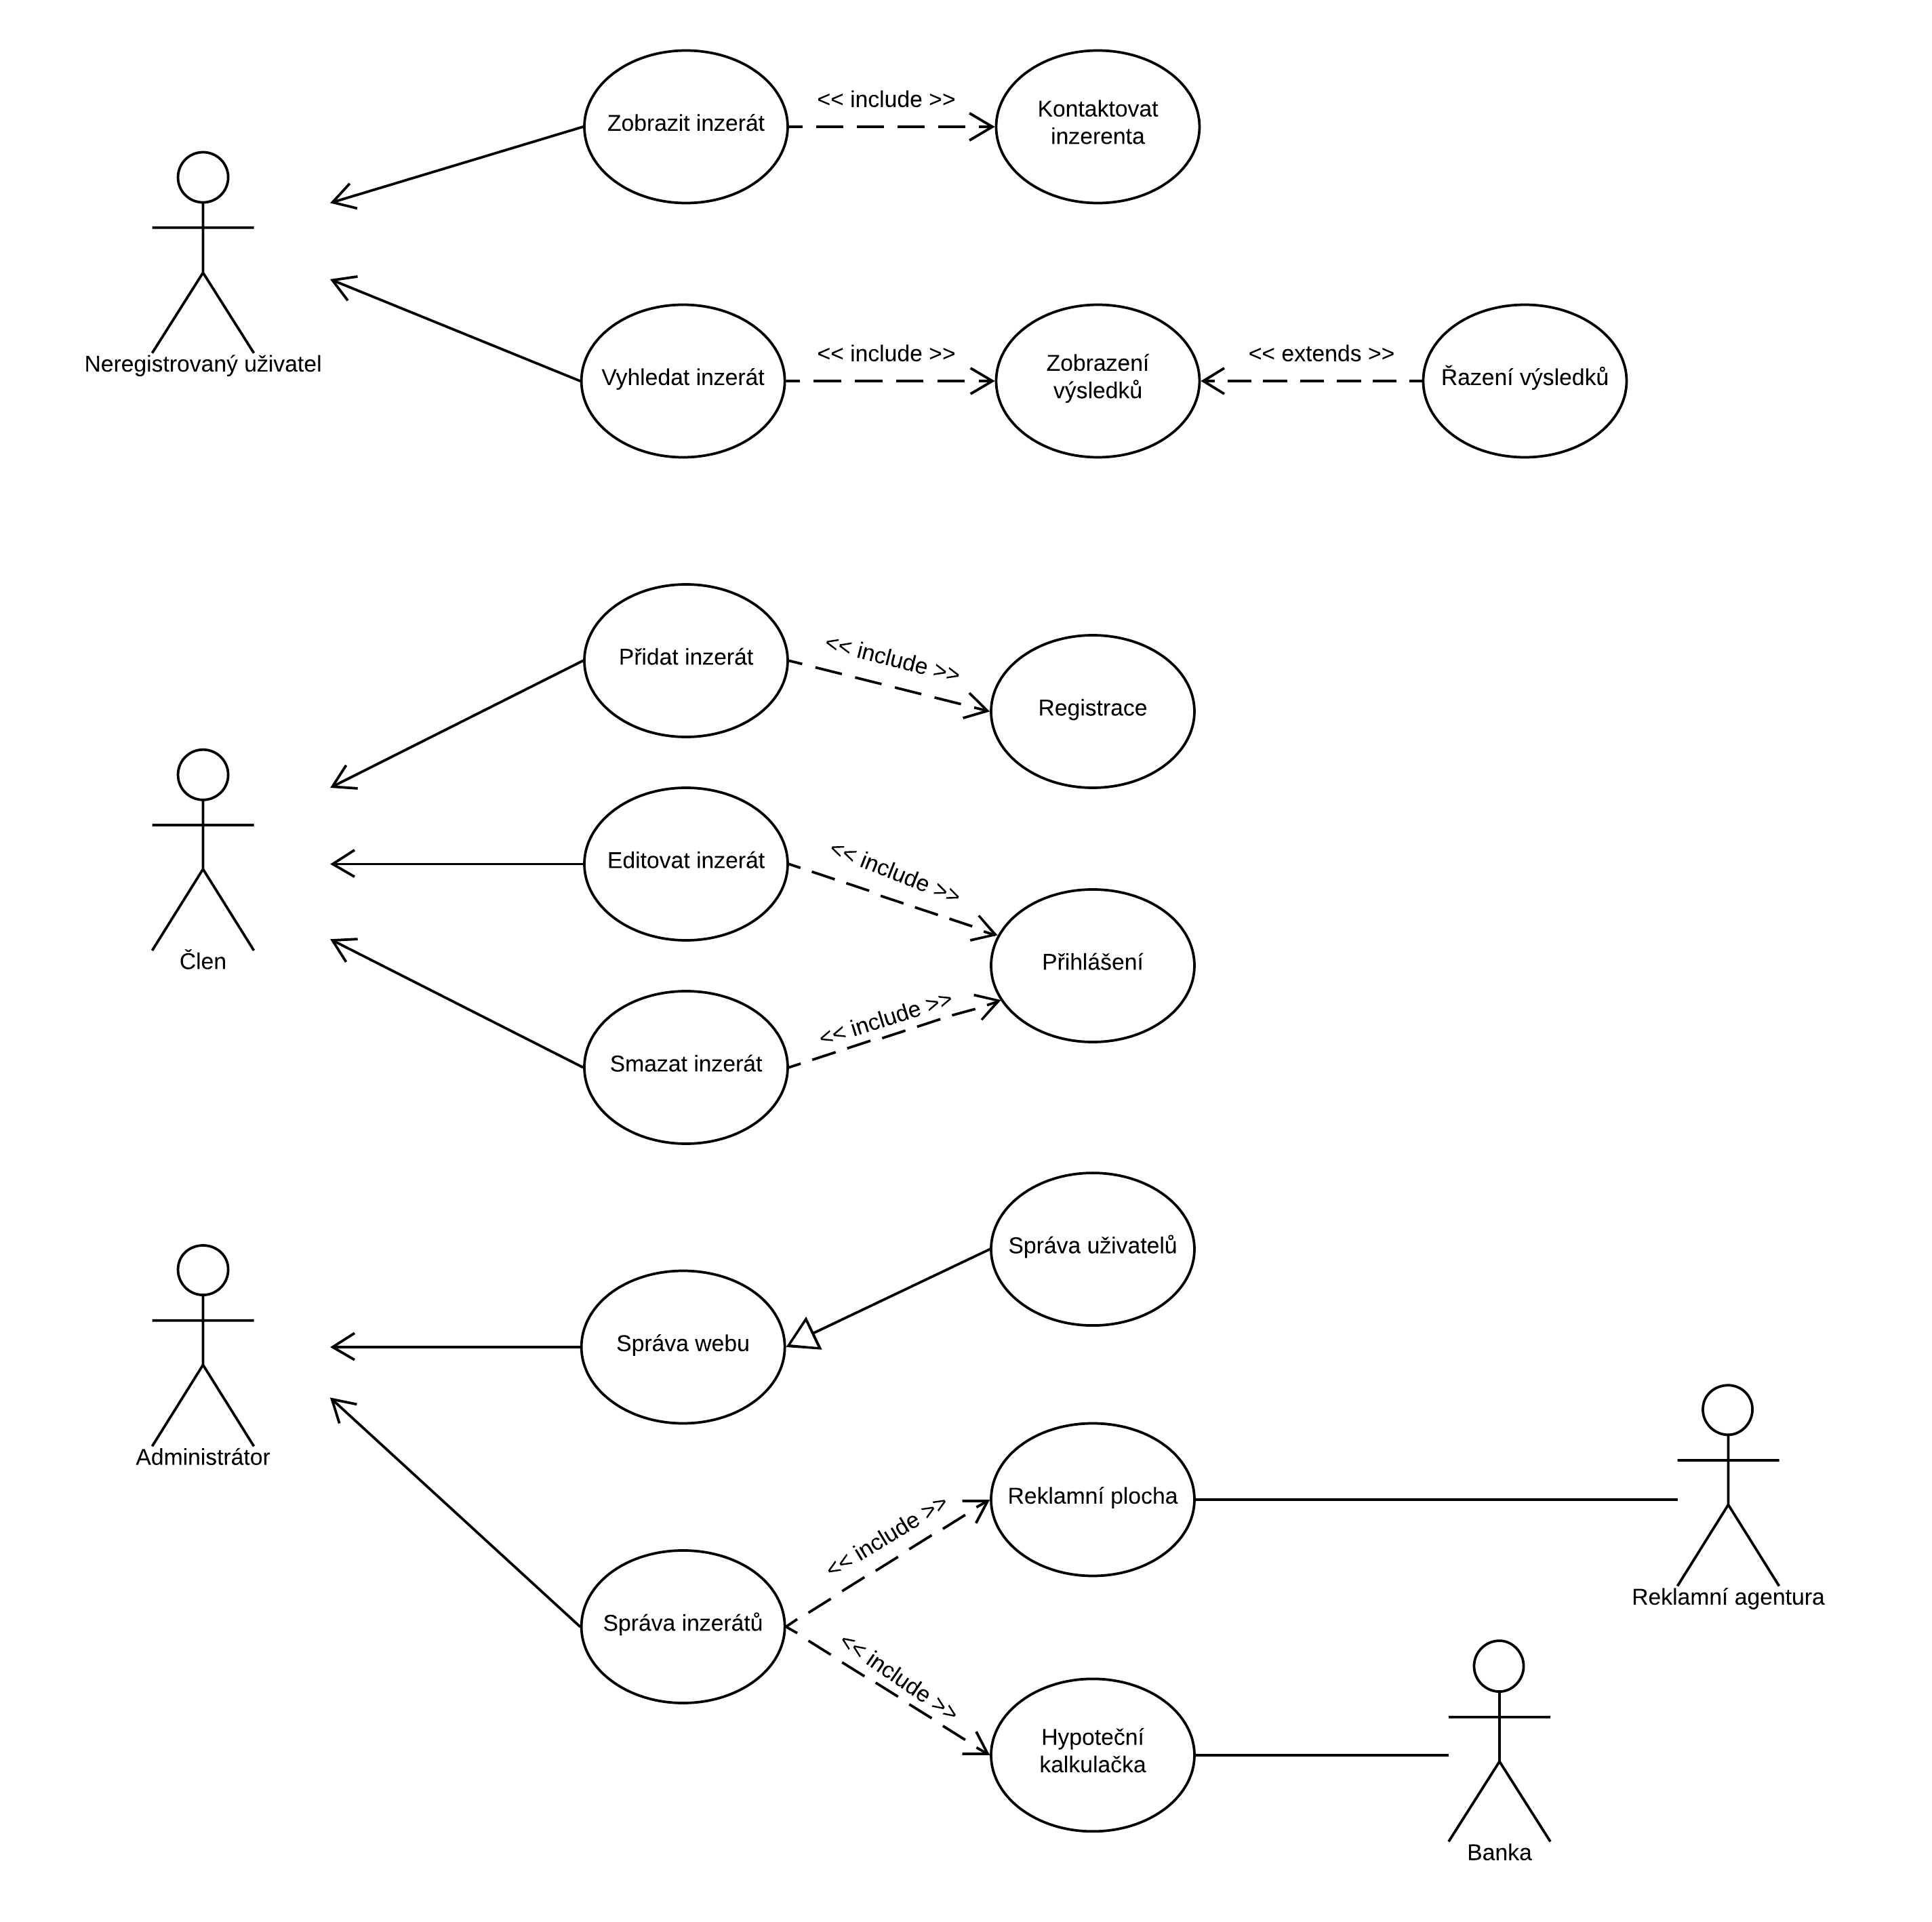 Zobrazit inzerát
<< include >>
Kontaktovat
inzerenta
Neregistrovaný uživatel
Vyhledat inzerát
<< include >>
Zobrazení
výsledků
<< extends >>
Řazení výsledků
Přidat inzerát
<< include >>
Registrace
Člen
Editovat inzerát
<< include >>
Přihlášení
Smazat inzerát
<< include >>
Správa uživatelů
Správa webu
Administrátor
Reklamní plocha
<< include >>
Reklamní agentura
Správa inzerátů
<< include >>
Hypoteční
kalkulačka
Banka